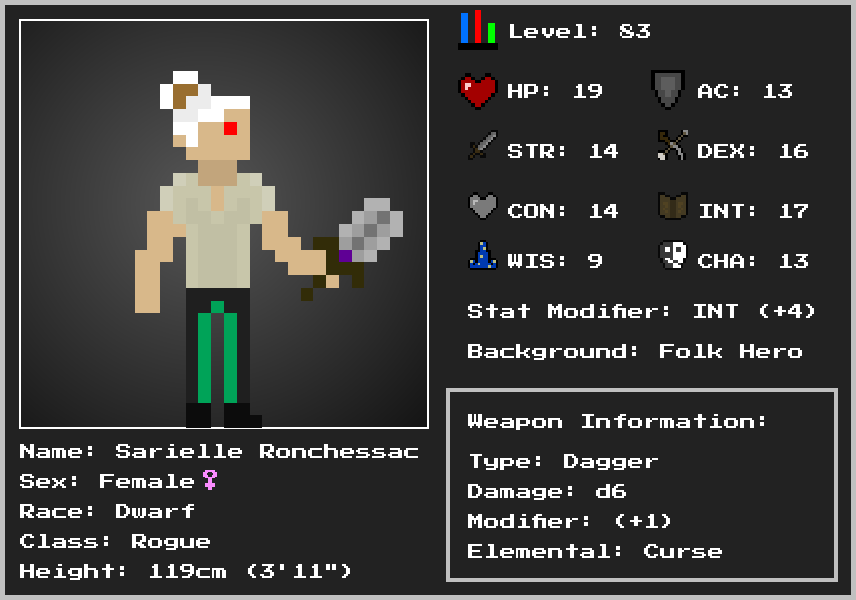 Level: 83
HP: 19 AC: 13
STR: 14 DEX: 16
CON: 14 INT: 17
WIS: 9 CHA: 13
Stat Modifier: INT (+4)
Background: Folk Hero
Weapon Information:
Type: Dagger
Damage: d6
Modifier: (+1)
Elemental: Curse
Name: Sarielle Ronchessac
Sex: Female♀
Race: Dwarf
Class: Rogue
Height: 119cm (3'11")